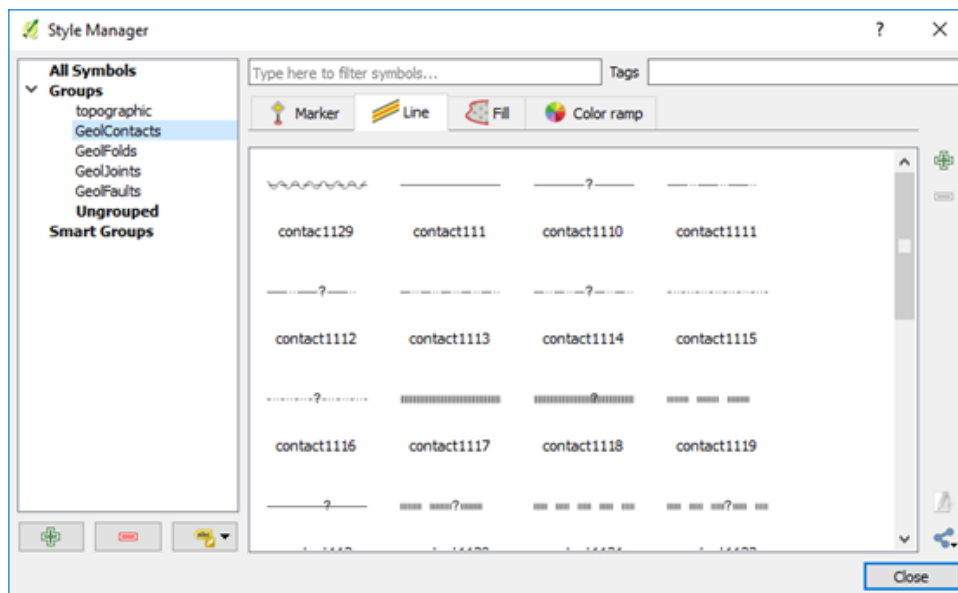 Style Manager
?
All Symbols
Groups
topographic
GeolContacts
GeolFolds
GeolJoints
GeolFaults
Ungrouped
Smart Groups
Type here to filter symbols...
Tags
Marker
Line
Fill
Color ramp
?
contac1129 contact111 contact1110 contact1111
? ?
contact1112 contact1113 contact1114 contact1115
? ?
contact1116 contact1117 contact1118 contact1119
? ? ?
Close